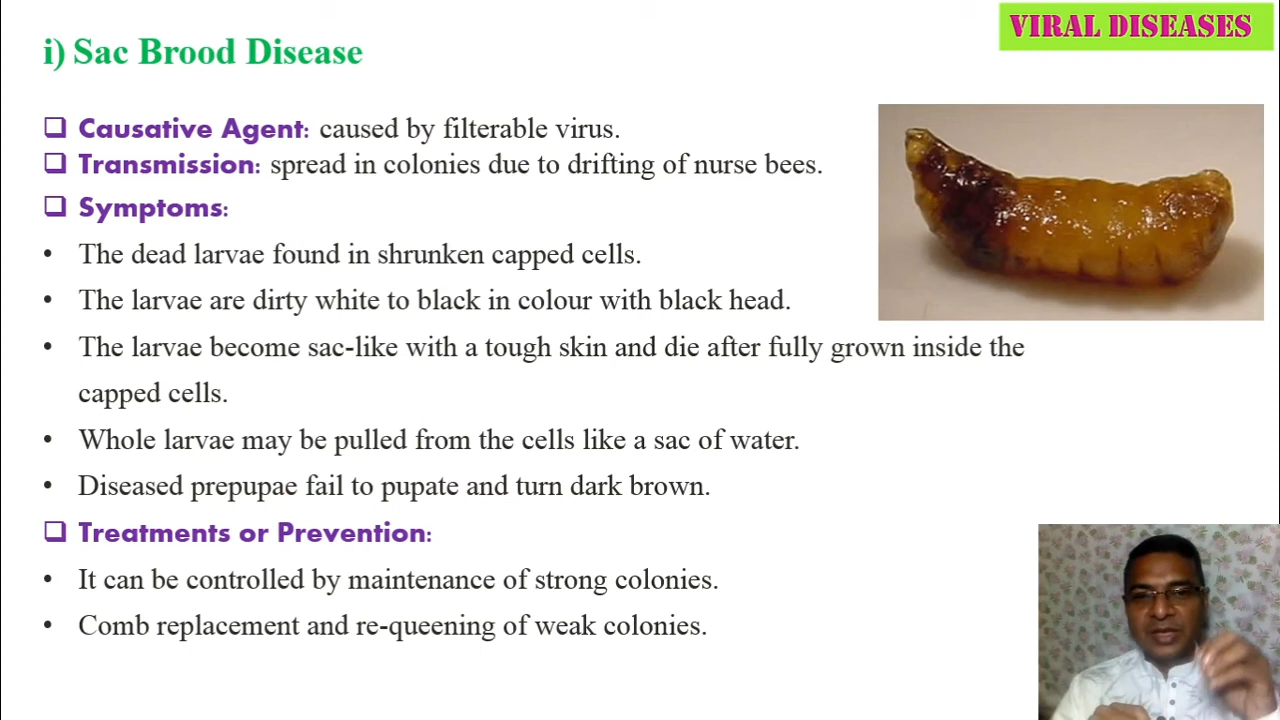 VIRAL DISEASES
i) Sac Brood Disease
❑ Causative Agent: caused by filterable virus.
❑ Transmission: spread in colonies due to drifting of nurse bees.
❑ Symptoms:
• The dead larvae found in shrunken capped cells.
• The larvae are dirty white to black in colour with black head.
• The larvae become sac-like with a tough skin and die after fully grown inside the
capped cells.
• Whole larvae may be pulled from the cells like a sac of water.
• Diseased prepupae fail to pupate and turn dark brown.
❑ Treatments or Prevention:
• It can be controlled by maintenance of strong colonies.
• Comb replacement and re-queening of weak colonies.